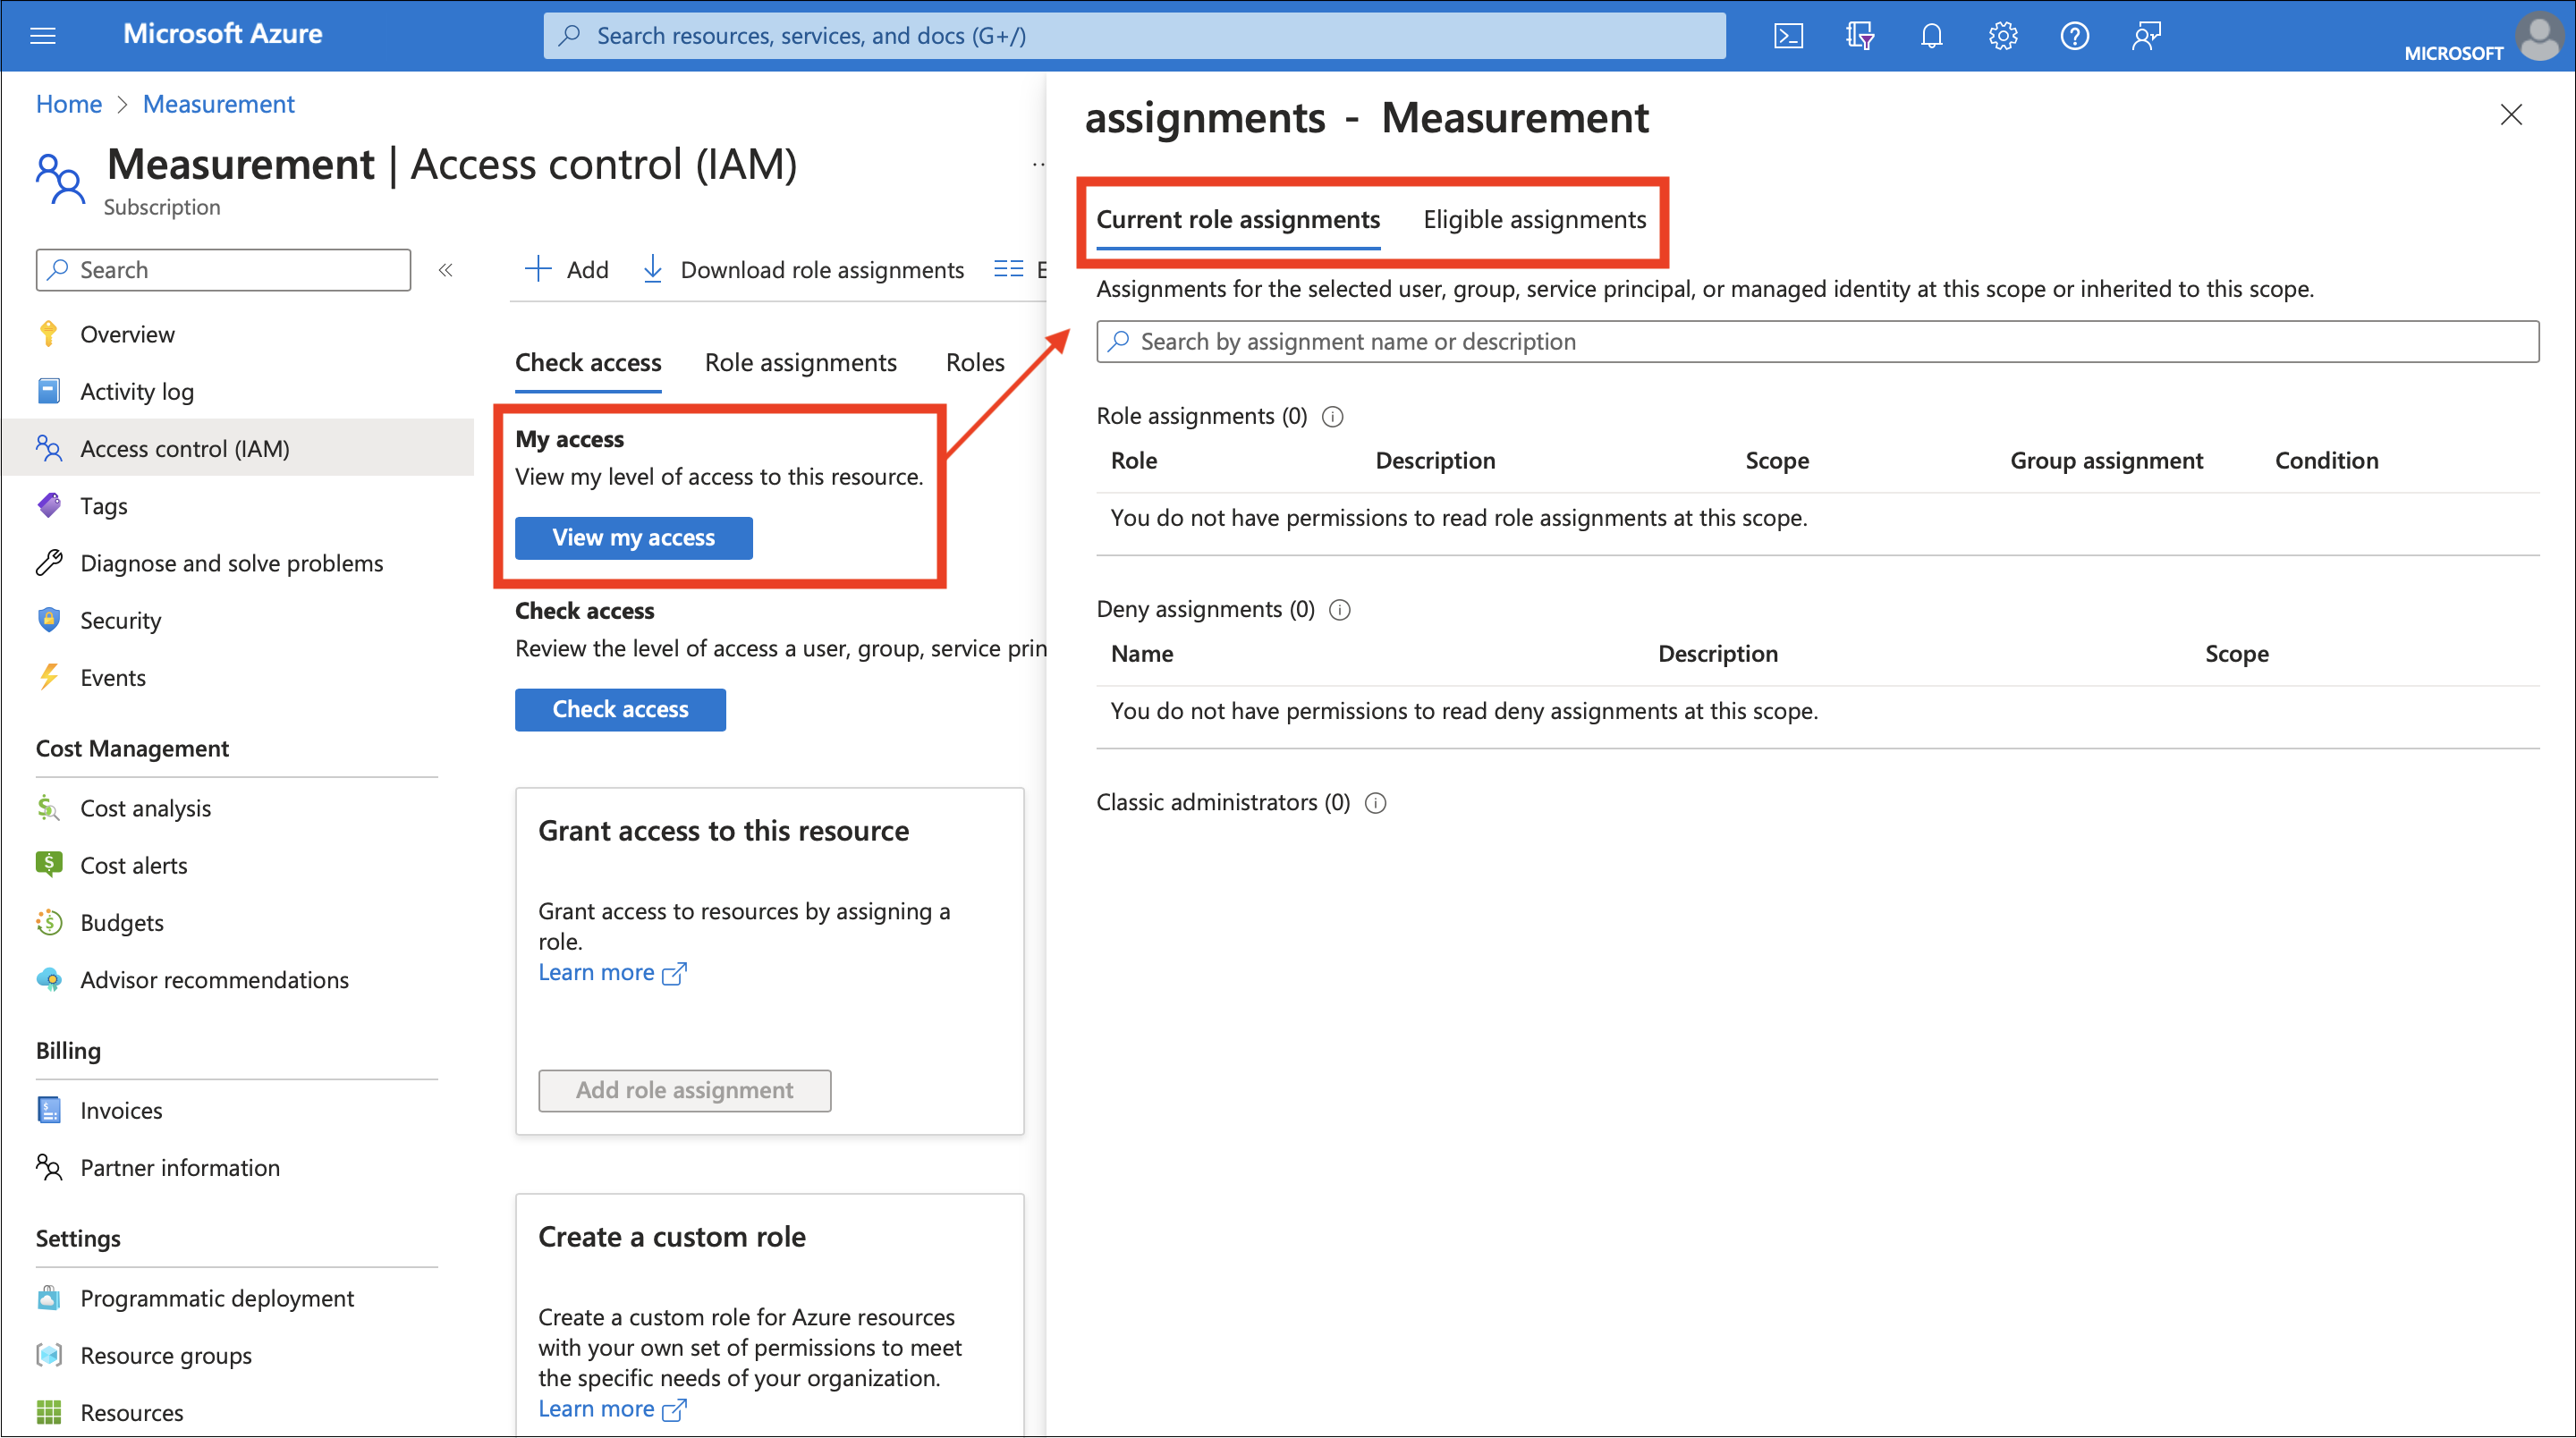 Microsoft Azure
Search resources, services, and docs (G+/)
MICROSOFT
Home > Measurement
Measurement | Access control (IAM)
Subscription
Search
Overview
Activity log
Access control (IAM)
Tags
Diagnose and solve problems
Security
Events
Cost Management
Cost analysis
Cost alerts
Budgets
Advisor recommendations
Billing
Invoices
Partner information
Settings
Programmatic deployment
Resource groups
Resources
Add
Download role assignments
Check access
Role assignments
Roles
My access
View my level of access to this resource.
View my access
Check access
Review the level of access a user, group, service
Check access
Grant access to this resource
Grant access to resources by assigning a
role.
Learn more
Add role assignment
Create a custom role
Create a custom role for Azure resources
with your own set of permissions to meet
the specific needs of your organization.
Learn more
assignments - Measurement
Current role assignments
Eligible assignments
Assignments for the selected user, group, service principal, or managed identity at this scope or inherited to this scope.
Search by assignment name or description
Role assignments (0)
Role Description Scope Group assignment Condition
You do not have permissions to read role assignments at this scope.
Deny assignments (0)
Name Description Scope
You do not have permissions to read deny assignments at this scope.
Classic administrators (0)